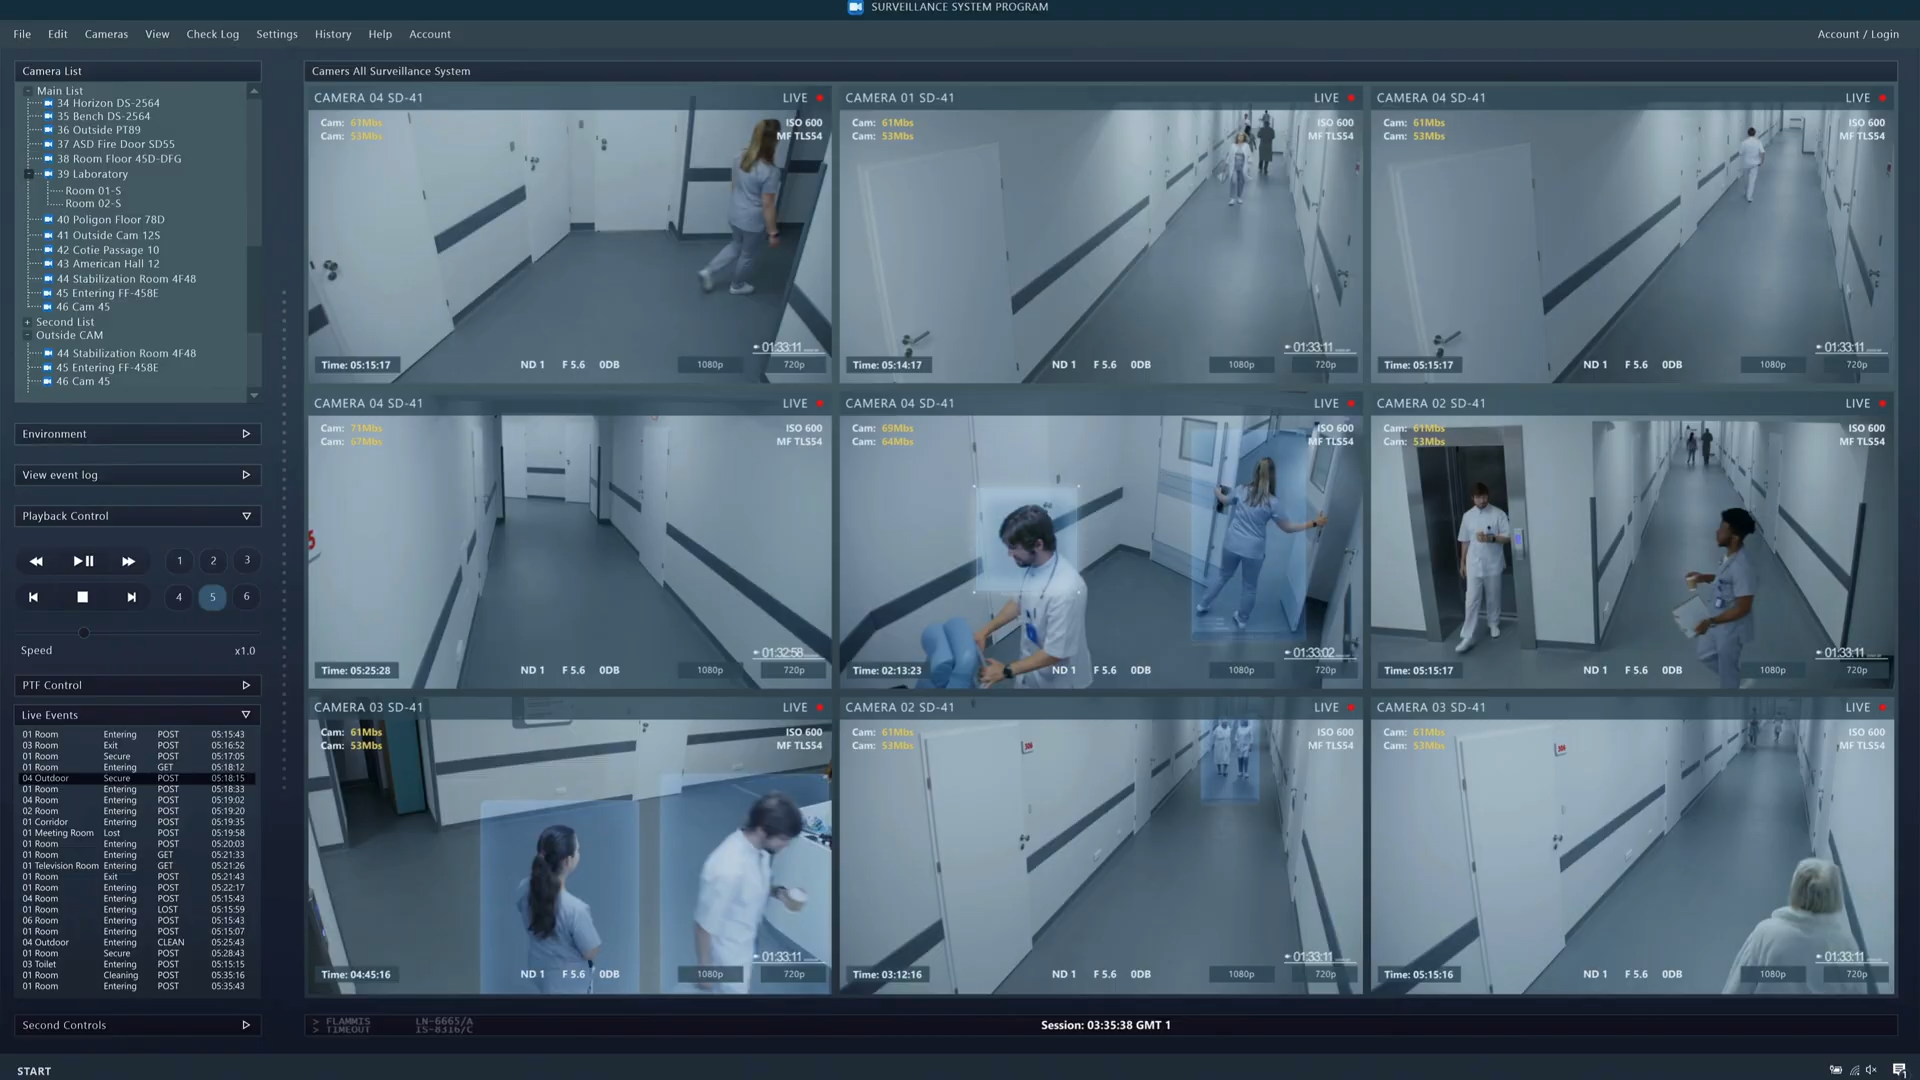 SURVEILLANCE SYSTEM PROGRAM
File Edit Cameras View Check Log Settings History Help Account Account / Login
Camera List
Main List
34 Horizon DS-2564
35 Bench DS-2564
36 Outside PT89
37 ASD Fire Door SD55
38 Room Floor 45D-DFG
39 Laboratory
Room 01-S
Room 02-S
40 Poligon Floor 78D
41 Outside Cam 12S
42 Cotie Passage 10
43 American Hall 12
44 Stabilization Room 4F48
45 Entering FF-458E
46 Cam 45
Second List
Outside CAM
44 Stabilization Room 4F48
45 Entering FF-458E
46 Cam 45
Environment
View event log
Playback Control
1 2 3
4 5 6
Speed x1.0
PTF Control
Live Events
01 Room Entering POST 05:15:43
03 Room Exit POST 05:16:52
01 Room Secure POST 05:17:05
01 Room Entering GET 05:18:12
04 Outdoor Secure POST 05:18:15
01 Room Entering POST 05:18:33
04 Room Entering POST 05:19:02
02 Room Entering POST 05:19:20
01 Corridor Entering POST 05:19:35
01 Meeting Room Lost POST 05:19:58
01 Room Entering POST 05:20:03
01 Room Entering GET 05:21:33
01 Television Room Entering GET 05:21:26
01 Room Exit POST 05:21:43
01 Room Entering POST 05:22:17
04 Room Entering POST 05:15:43
01 Room Entering LOST 05:15:59
06 Room Entering POST 05:15:43
01 Room Entering POST 05:15:07
04 Outdoor Entering CLEAN 05:25:43
01 Room Secure POST 05:28:43
03 Toilet Entering POST 05:15:15
01 Room Cleaning POST 05:35:16
01 Room Entering POST 05:35:43
Second Controls
Camers All Surveillance System
CAMERA 04 SD-41 LIVE
Cam: 61Mbs ISO 600
Cam: 53Mbs MF TLS54
01:33:11
Time: 05:15:17 ND 1 F 5.6 0DB 1080p 720p
CAMERA 01 SD-41 LIVE
Cam: 61Mbs ISO 600
Cam: 53Mbs MF TLS54
01:33:11
Time: 05:14:17 ND 1 F 5.6 0DB 1080p 720p
CAMERA 04 SD-41 LIVE
Cam: 61Mbs ISO 600
Cam: 53Mbs MF TLS54
01:33:11
Time: 05:15:17 ND 1 F 5.6 0DB 1080p 720p
CAMERA 04 SD-41 LIVE
Cam: 71Mbs ISO 600
Cam: 67Mbs MF TLS54
01:32:58
Time: 05:25:28 ND 1 F 5.6 0DB 1080p 720p
CAMERA 04 SD-41 LIVE
Cam: 69Mbs ISO 600
Cam: 64Mbs MF TLS54
01:33:02
Time: 02:13:23 ND 1 F 5.6 0DB 1080p 720p
CAMERA 02 SD-41 LIVE
Cam: 61Mbs ISO 600
Cam: 53Mbs MF TLS54
01:33:11
Time: 05:15:17 ND 1 F 5.6 0DB 1080p 720p
CAMERA 03 SD-41 LIVE
Cam: 61Mbs ISO 600
Cam: 53Mbs MF TLS54
01:33:11
Time: 04:45:16 ND 1 F 5.6 0DB 1080p 720p
CAMERA 02 SD-41 LIVE
Cam: 61Mbs ISO 600
Cam: 53Mbs MF TLS54
306
01:33:11
Time: 03:12:16 ND 1 F 5.6 0DB 1080p 720p
CAMERA 03 SD-41 LIVE
Cam: 61Mbs ISO 600
Cam: 53Mbs MF TLS54
306
01:33:11
Time: 05:15:16 ND 1 F 5.6 0DB 1080p 720p
> FLAMMIS LN-6665/A
> TIMEOUT IS-8316/C
Session: 03:35:38 GMT 1
START